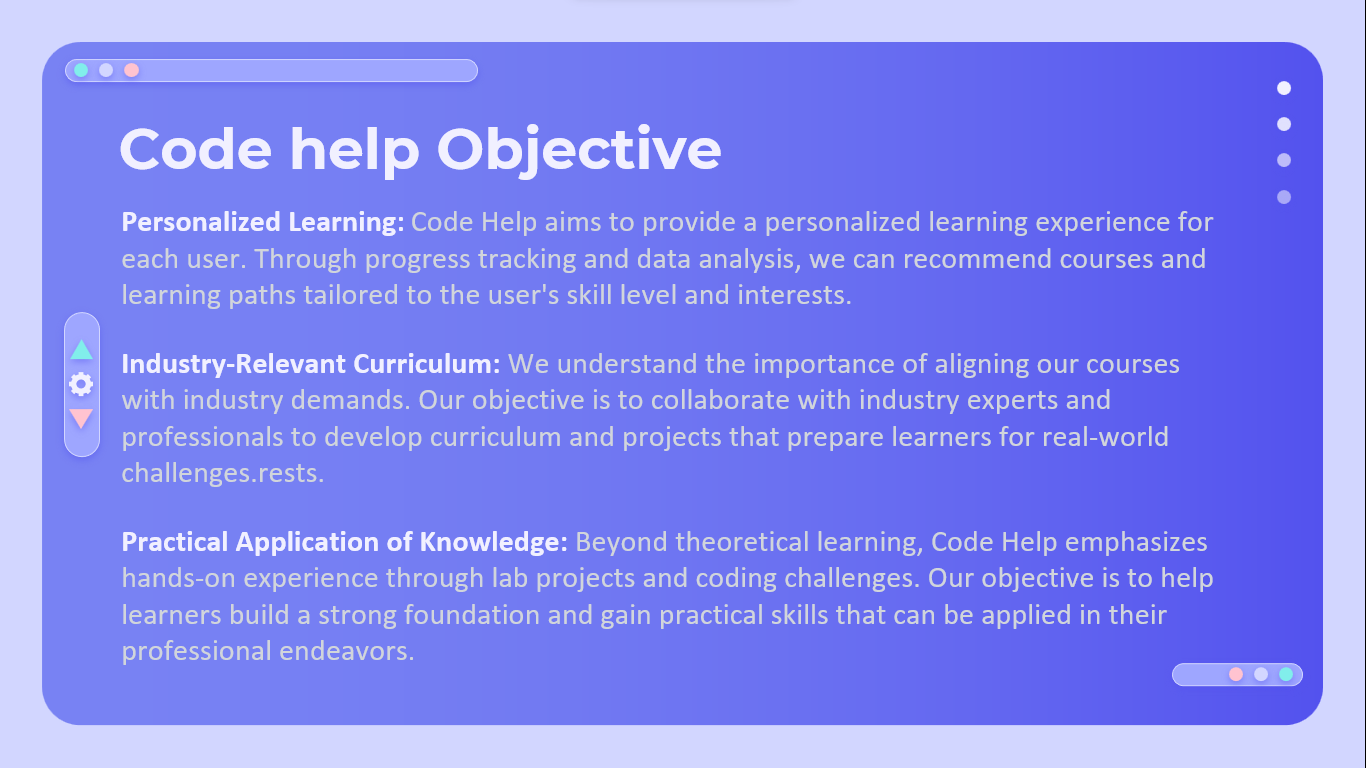 Code help Objective
Personalized Learning: Code Help aims to provide a personalized learning experience for
each user. Through progress tracking and data analysis, we can recommend courses and
learning paths tailored to the user's skill level and interests.
Industry-Relevant Curriculum: We understand the importance of aligning our courses
with industry demands. Our objective is to collaborate with industry experts and
professionals to develop curriculum and projects that prepare learners for real-world
challenges.rests.
Practical Application of Knowledge: Beyond theoretical learning, Code Help emphasizes
hands-on experience through lab projects and coding challenges. Our objective is to help
learners build a strong foundation and gain practical skills that can be applied in their
professional endeavors.